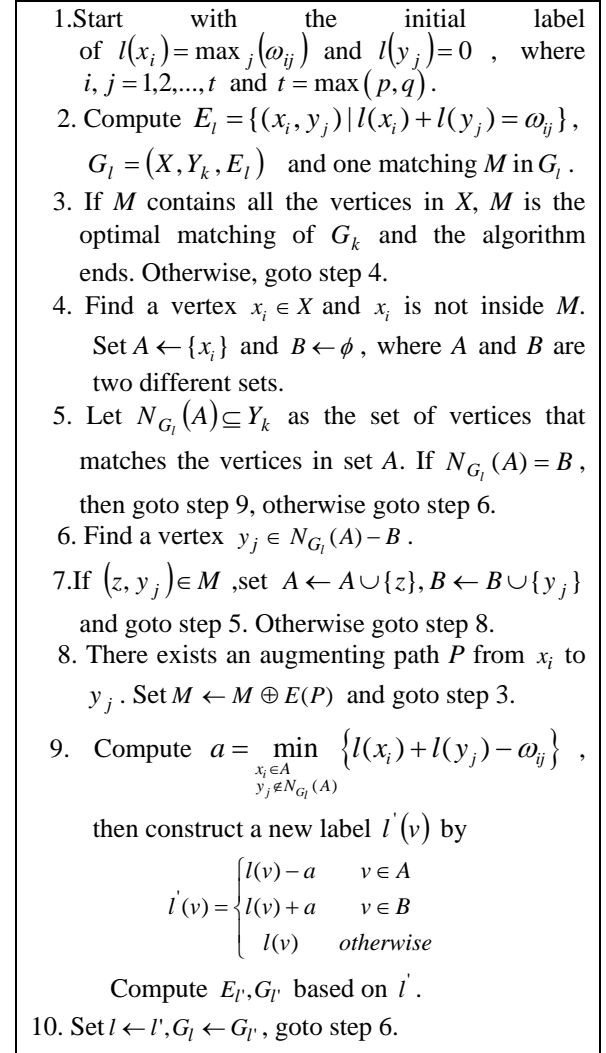 1.Start with the initial label
of l(x_i) = max_j(ω_ij) and l(y_j) = 0 , where
i, j = 1,2,...,t and t = max(p, q).
2. Compute E_l = {(x_i, y_j) | l(x_i) + l(y_j) = ω_ij},
G_l = (X, Y_k, E_l) and one matching M in G_l .
3. If M contains all the vertices in X, M is the
optimal matching of G_k and the algorithm
ends. Otherwise, goto step 4.
4. Find a vertex x_i ∈ X and x_i is not inside M.
Set A ← {x_i} and B ← ϕ , where A and B are
two different sets.
5. Let N_{G_l}(A) ⊆ Y_k as the set of vertices that
matches the vertices in set A. If N_{G_l}(A) = B ,
then goto step 9, otherwise goto step 6.
6. Find a vertex y_j ∈ N_{G_l}(A) − B .
7.If (z, y_j) ∈ M ,set A ← A ∪ {z}, B ← B ∪ {y_j}
and goto step 5. Otherwise goto step 8.
8. There exists an augmenting path P from x_i to
y_j . Set M ← M ⊕ E(P) and goto step 3.
9. Compute a = min_{x_i ∈ A, y_j ∉ N_{G_l}(A)} {l(x_i) + l(y_j) − ω_ij} ,
then construct a new label l'(v) by
l'(v) = { l(v) − a v ∈ A
l(v) + a v ∈ B
l(v) otherwise
Compute E_l', G_l' based on l' .
10. Set l ← l', G_l ← G_l', goto step 6.